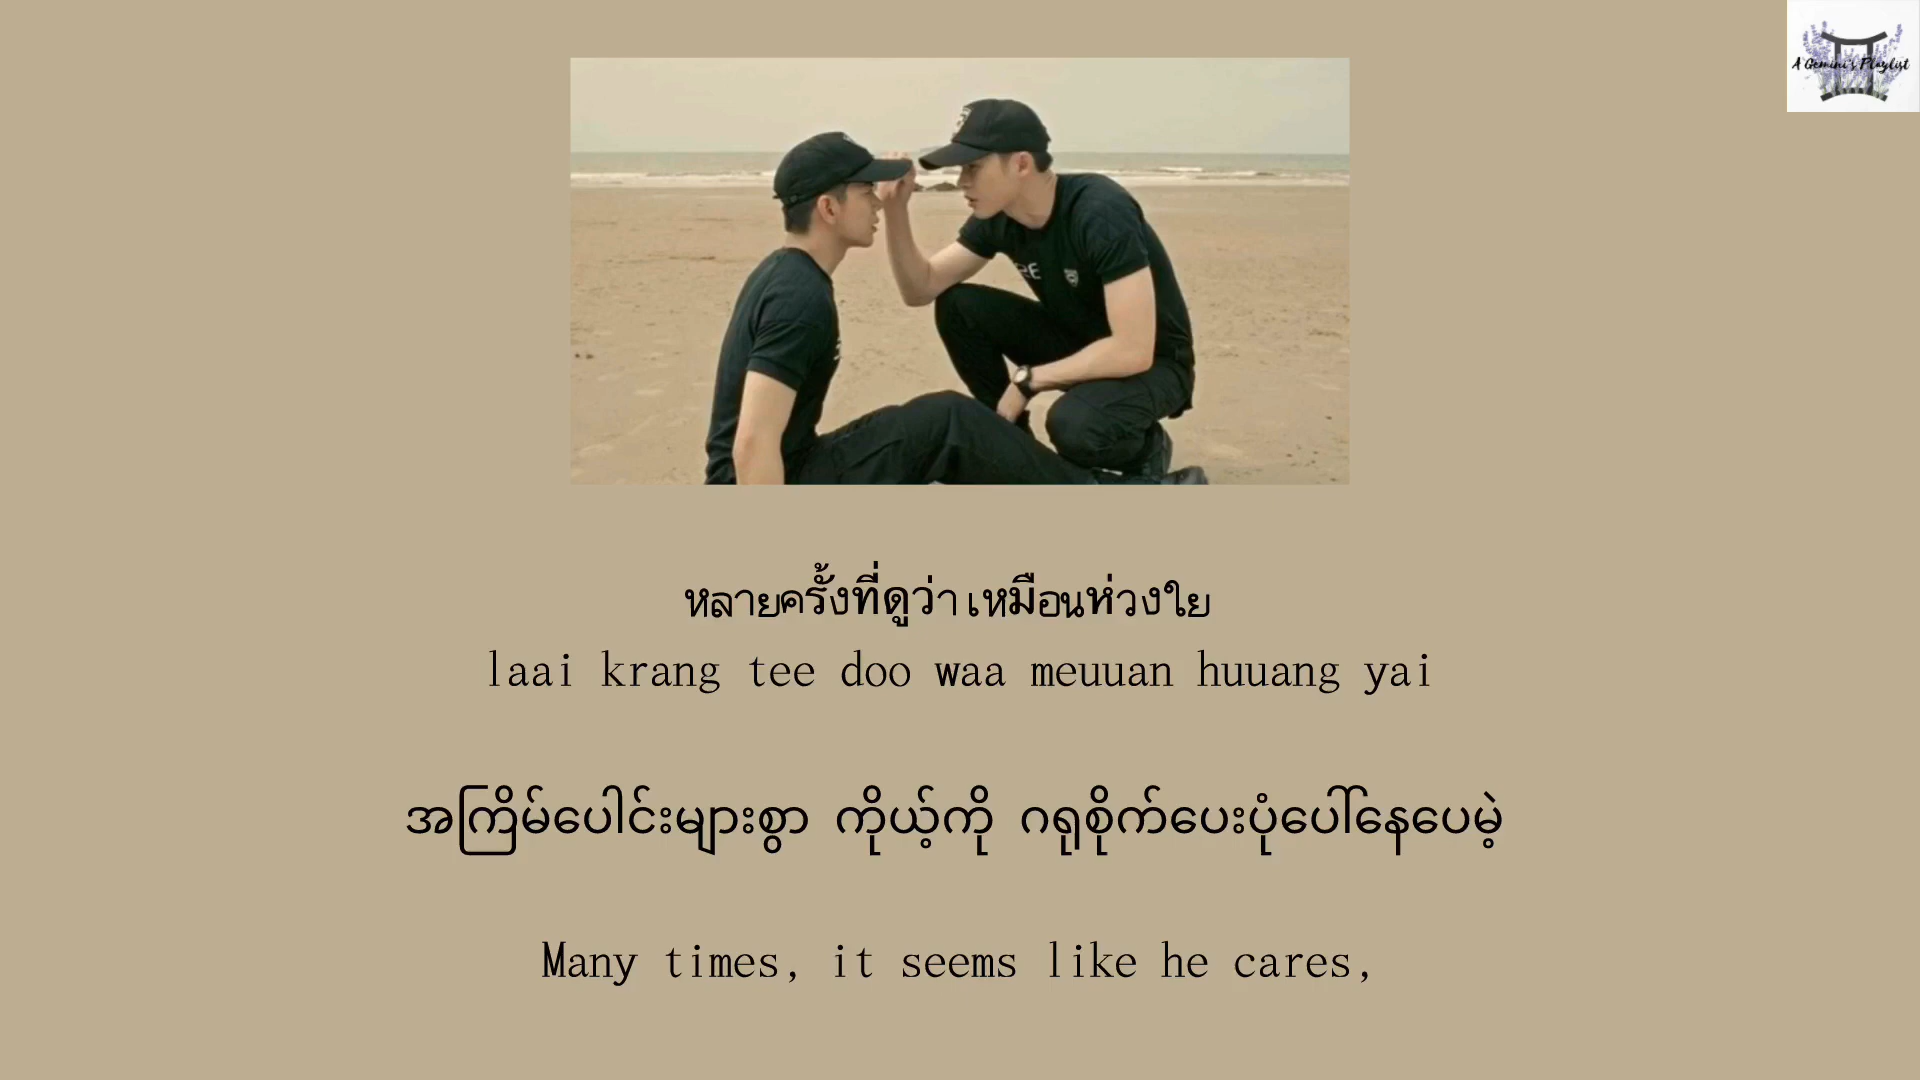 A Gemini's Playlist
หลายครั้งที่ดูว่า เหมือนห่วงใย
laai krang tee doo waa meuuan huuang yai
အကြိမ်ပေါင်းများစွာ ကိုယ့်ကို ဂရုစိုက်ပေးပုံပေါ်နေပေမဲ့
Many times, it seems like he cares,